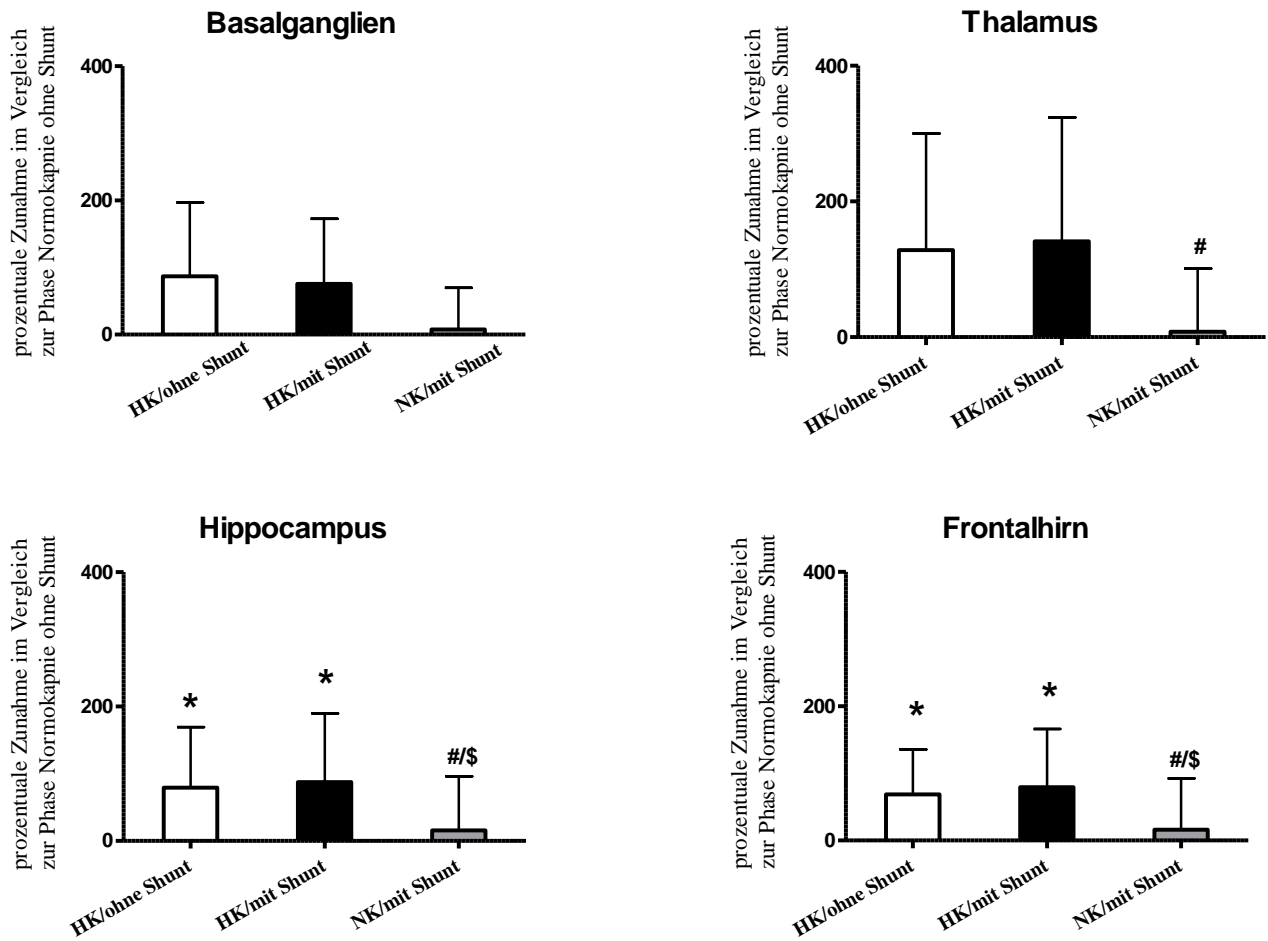 Basalganglien
prozentuale Zunahme im Vergleich
zur Phase Normokapnie ohne Shunt
400
200
0
HK/ohne Shunt
HK/mit Shunt
NK/mit Shunt
Thalamus
prozentuale Zunahme im Vergleich
zur Phase Normokapnie ohne Shunt
400
200
0
#
HK/ohne Shunt
HK/mit Shunt
NK/mit Shunt
Hippocampus
prozentuale Zunahme im Vergleich
zur Phase Normokapnie ohne Shunt
400
200
0
*
*
#/$
HK/ohne Shunt
HK/mit Shunt
NK/mit Shunt
Frontalhirn
prozentuale Zunahme im Vergleich
zur Phase Normokapnie ohne Shunt
400
200
0
*
*
#/$
HK/ohne Shunt
HK/mit Shunt
NK/mit Shunt